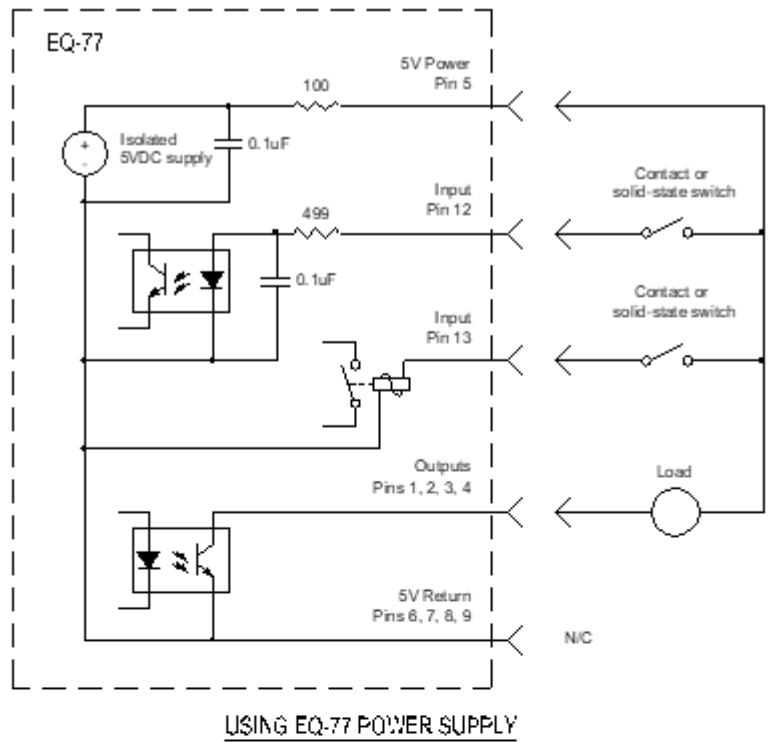 EQ-77
5V Power
Pin 5
100
+
-
Isolated
5VDC supply
0.1uF
Contact or
solid-state switch
Input
Pin 12
499
0.1uF
Contact or
solid-state switch
Input
Pin 13
Outputs
Pins 1, 2, 3, 4
Load
5V Return
Pins 6, 7, 8, 9
N/C
USING EQ-77 POWER SUPPLY